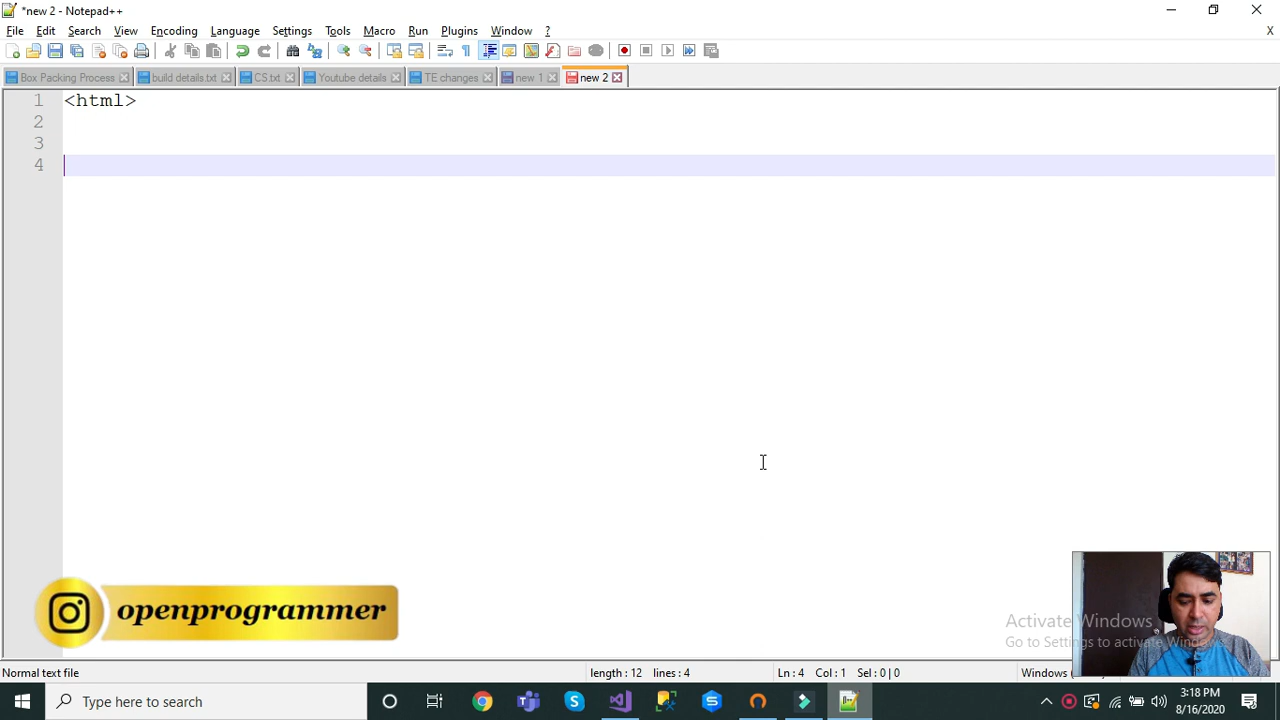 *new 2 - Notepad++
File Edit Search View Encoding Language Settings Tools Macro Run Plugins Window ? X
Box Packing Process build details.txt CS.txt Youtube details TE changes new 1 new 2
1 <html>
2
3
4
openprogrammer
Activate Windows
Go to Settings to activate Windows.
Normal text file length : 12 lines : 4 Ln : 4 Col : 1 Sel : 0 | 0 Windows
Type here to search
3:18 PM
8/16/2020